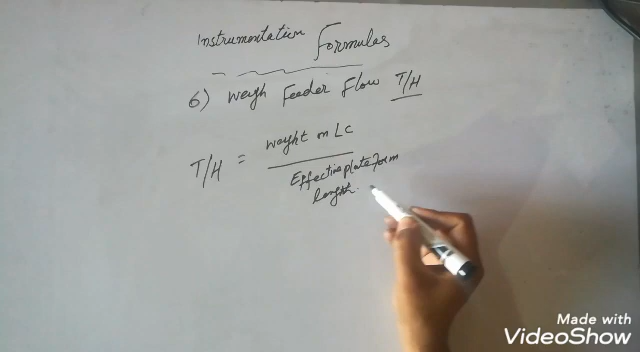 Instrumentation Formulas
6) Weigh Feeder Flow T/H
T/H = weight on LC
Effective plate form
length.
Made with
VideoShow